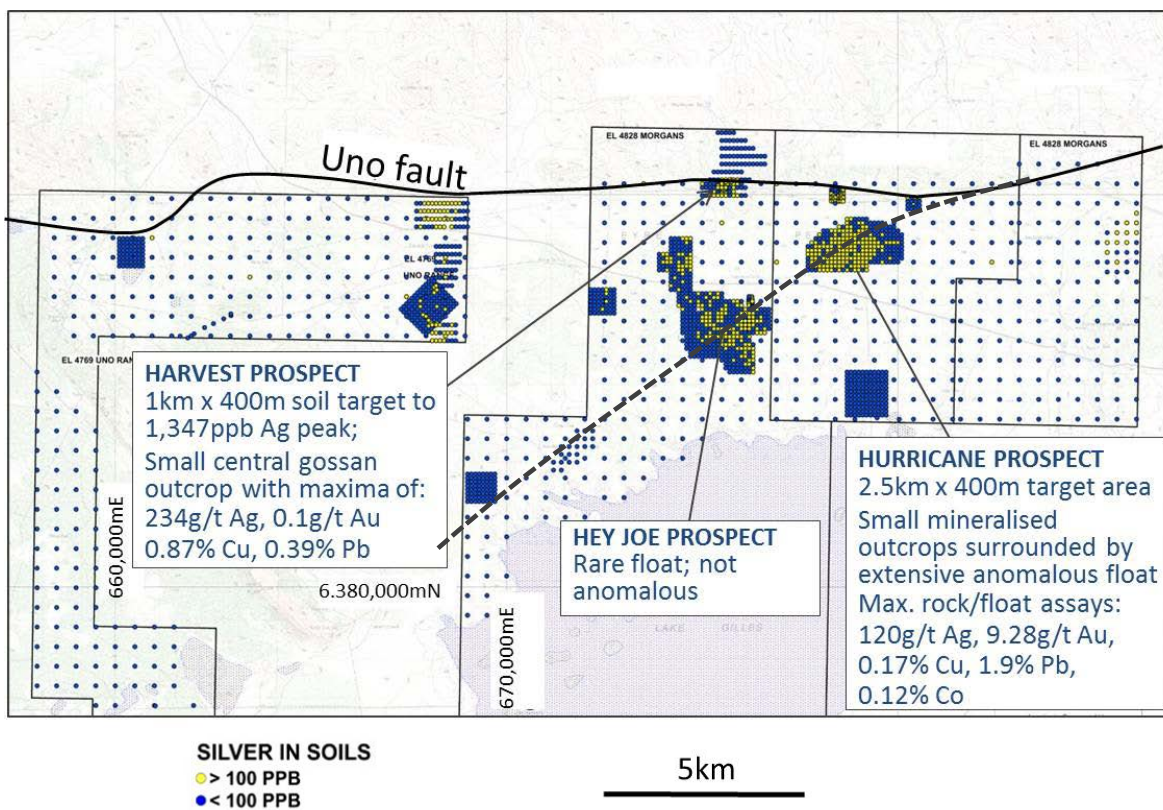 EL 4828 MORGANS
EL 4828 MORGANS
Uno fault
EL 4769
UNO RANGE
EL 4769 UNO RAN
HARVEST PROSPECT
1km x 400m soil target to
1,347ppb Ag peak;
Small central gossan
outcrop with maxima of:
234g/t Ag, 0.1g/t Au
0.87% Cu, 0.39% Pb
HURRICANE PROSPECT
2.5km x 400m target area
Small mineralised
outcrops surrounded by
extensive anomalous float
Max. rock/float assays:
120g/t Ag, 9.28g/t Au,
0.17% Cu, 1.9% Pb,
0.12% Co
HEY JOE PROSPECT
Rare float; not
anomalous
660,000mE
6.380,000mN
670,000mE
LAKE GILLES
SILVER IN SOILS
> 100 PPB
< 100 PPB
5km